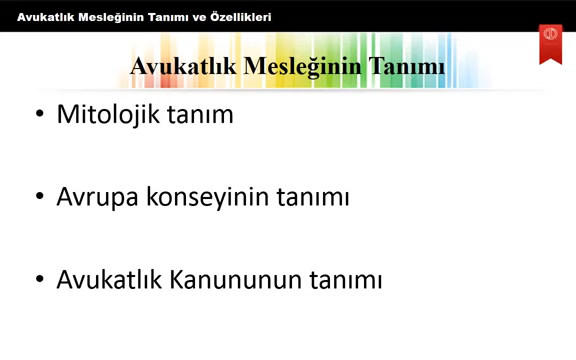 Avukatlık Mesleğinin Tanımı ve Özellikleri
Avukatlık Mesleğinin Tanımı
• Mitolojik tanım
• Avrupa konseyinin tanımı
• Avukatlık Kanununun tanımı